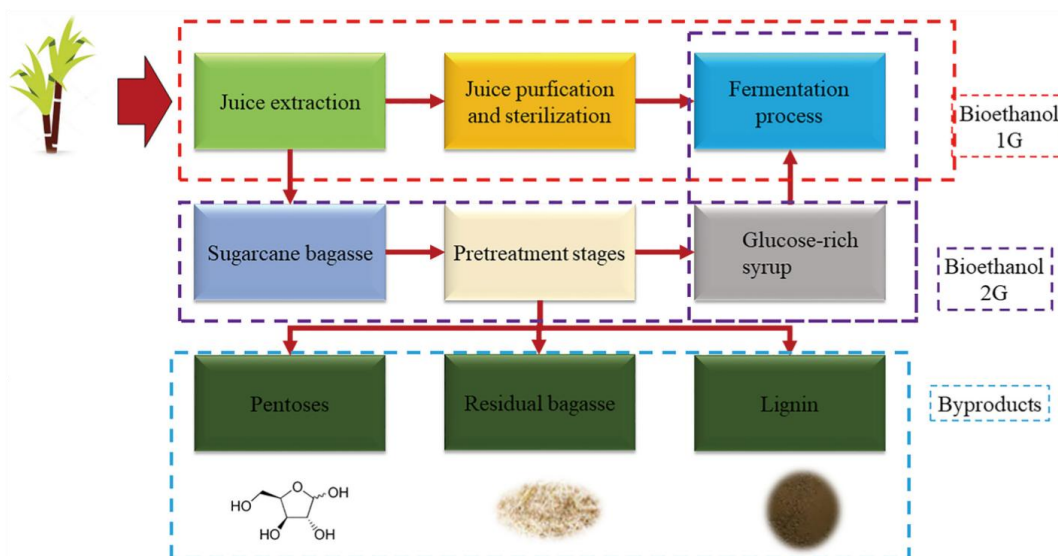 Juice extraction
Juice purfication
and sterilization
Fermentation
process
Bioethanol
1G
Sugarcane bagasse
Pretreatment stages
Glucose-rich
syrup
Bioethanol
2G
Pentoses
Residual bagasse
Lignin
Byproducts
HO
O
OH
HO
OH